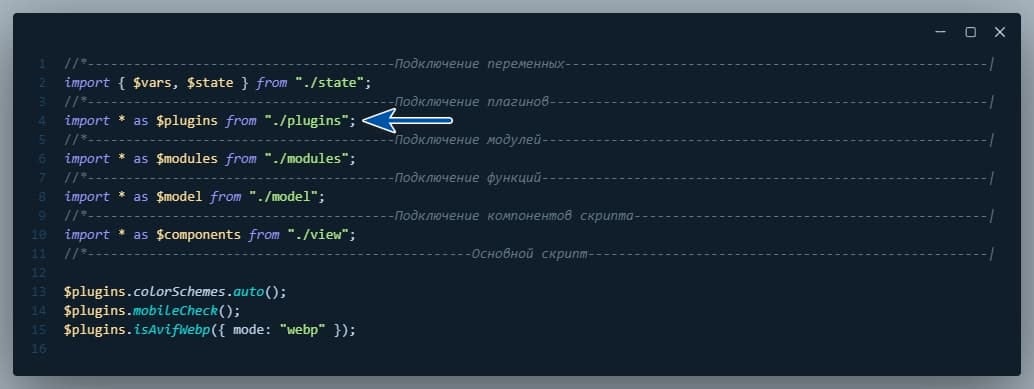 1 //*----------------------------------------Подключение переменных-------------------------------------------------------|
2 import { $vars, $state } from "./state";
3 //*----------------------------------------Подключение плагинов---------------------------------------------------------|
4 import * as $plugins from "./plugins";
5 //*----------------------------------------Подключение модулей----------------------------------------------------------|
6 import * as $modules from "./modules";
7 //*----------------------------------------Подключение функций----------------------------------------------------------|
8 import * as $model from "./model";
9 //*----------------------------------------Подключение компонентов скрипта----------------------------------------------|
10 import * as $components from "./view";
11 //*--------------------------------------------------Основной скрипт----------------------------------------------------|
12
13 $plugins.colorSchemes.auto();
14 $plugins.mobileCheck();
15 $plugins.isAvifWebp({ mode: "webp" });
16